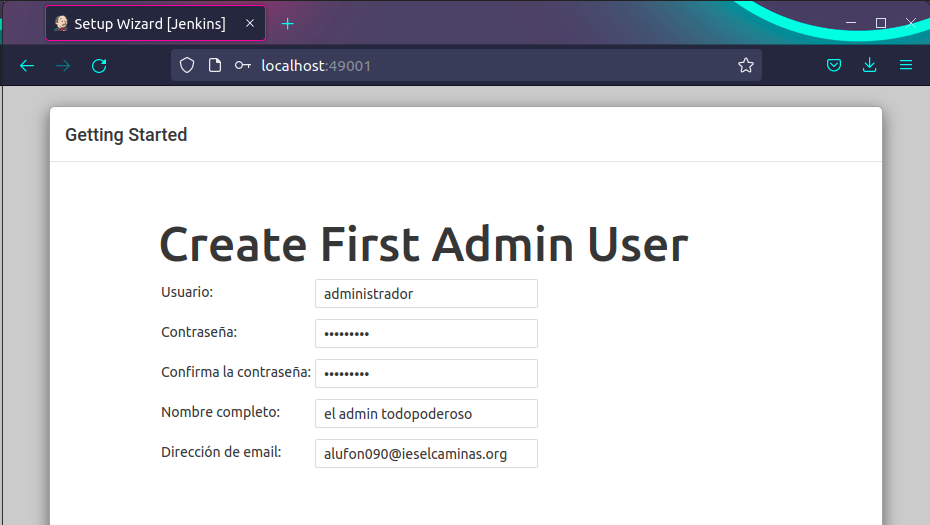 Setup Wizard [Jenkins]
localhost:49001
Getting Started
Create First Admin User
Usuario: administrador
Contraseña: •••••••••
Confirma la contraseña: •••••••••
Nombre completo: el admin todopoderoso
Dirección de email: alufon090@ieselcaminas.org